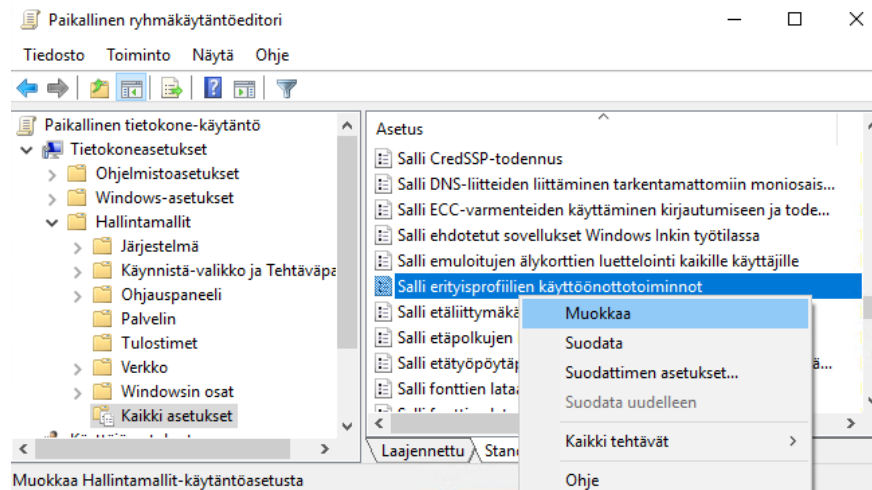 Paikallinen ryhmäkäytäntöeditori
Tiedosto Toiminto Näytä Ohje
Paikallinen tietokone-käytäntö
Tietokoneasetukset
Ohjelmistoasetukset
Windows-asetukset
Hallintamallit
Järjestelmä
Käynnistä-valikko ja Tehtäväpa
Ohjauspaneeli
Palvelin
Tulostimet
Verkko
Windowsin osat
Kaikki asetukset
Asetus
Salli CredSSP-todennus
Salli DNS-liitteiden liittäminen tarkentamattomiin moniosais...
Salli ECC-varmenteiden käyttäminen kirjautumiseen ja tode...
Salli ehdotetut sovellukset Windows Inkin työtilassa
Salli emuloitujen älykorttien luettelointi kaikille käyttäjille
Salli erityisprofiilien käyttöönottotoiminnot
Salli etäliittymäkä
Salli etäpolkujen
Salli etätyöpöytäp
ä...
Salli fonttien lataa
Muokkaa
Suodata
Suodattimen asetukset...
Suodata uudelleen
Kaikki tehtävät
Ohje
Laajennettu Stan
Muokkaa Hallintamallit-käytäntöasetusta